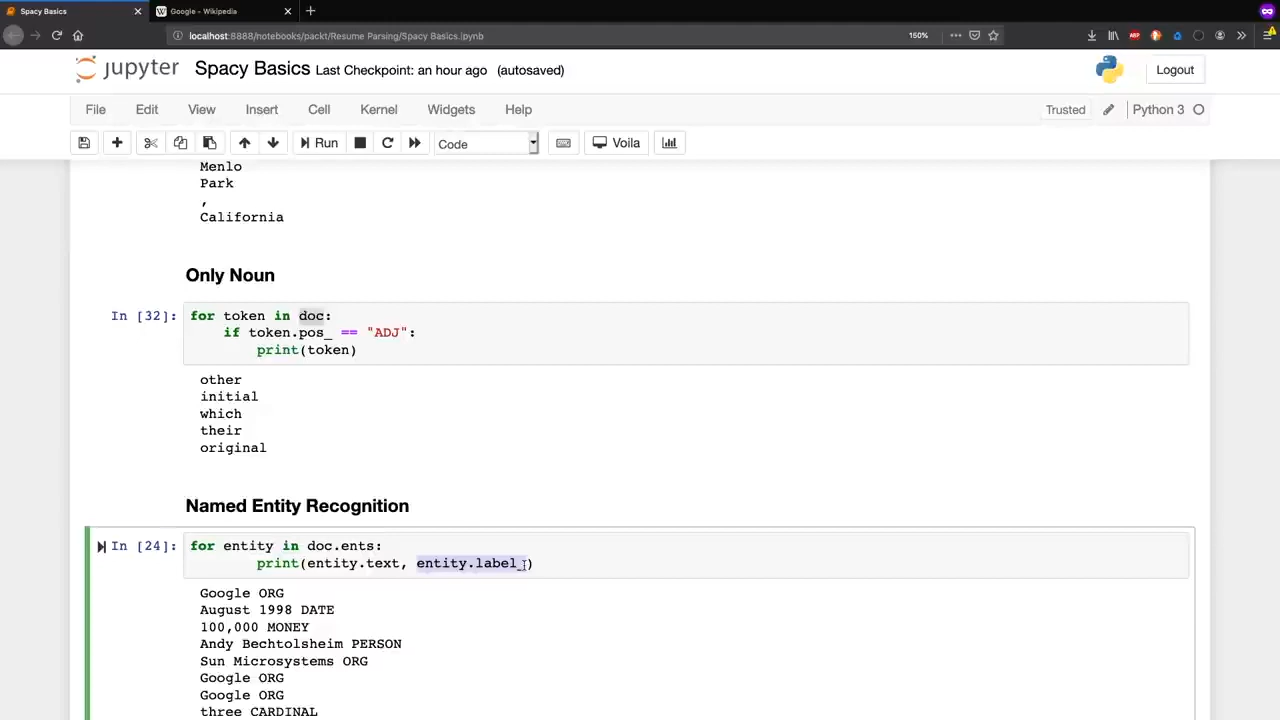 Spacy Basics
Google - Wikipedia
localhost:8888/notebooks/packt/Resume Parsing/Spacy Basics.ipynb
150%
jupyter Spacy Basics Last Checkpoint: an hour ago (autosaved)
Logout
File Edit View Insert Cell Kernel Widgets Help
Trusted Python 3
Run Code Voila
Menlo
Park
,
California
Only Noun
In [32]: for token in doc:
if token.pos_ == "ADJ":
print(token)
other
initial
which
their
original
Named Entity Recognition
In [24]: for entity in doc.ents:
print(entity.text, entity.label_)
Google ORG
August 1998 DATE
100,000 MONEY
Andy Bechtolsheim PERSON
Sun Microsystems ORG
Google ORG
Google ORG
three CARDINAL